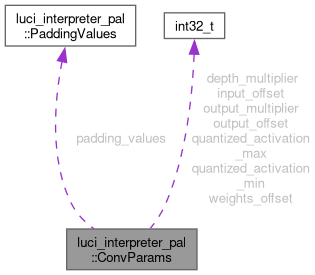 luci_interpreter_pal
::PaddingValues
int32_t
padding_values
depth_multiplier
input_offset
output_multiplier
output_offset
quantized_activation
_max
quantized_activation
_min
weights_offset
luci_interpreter_pal
::ConvParams